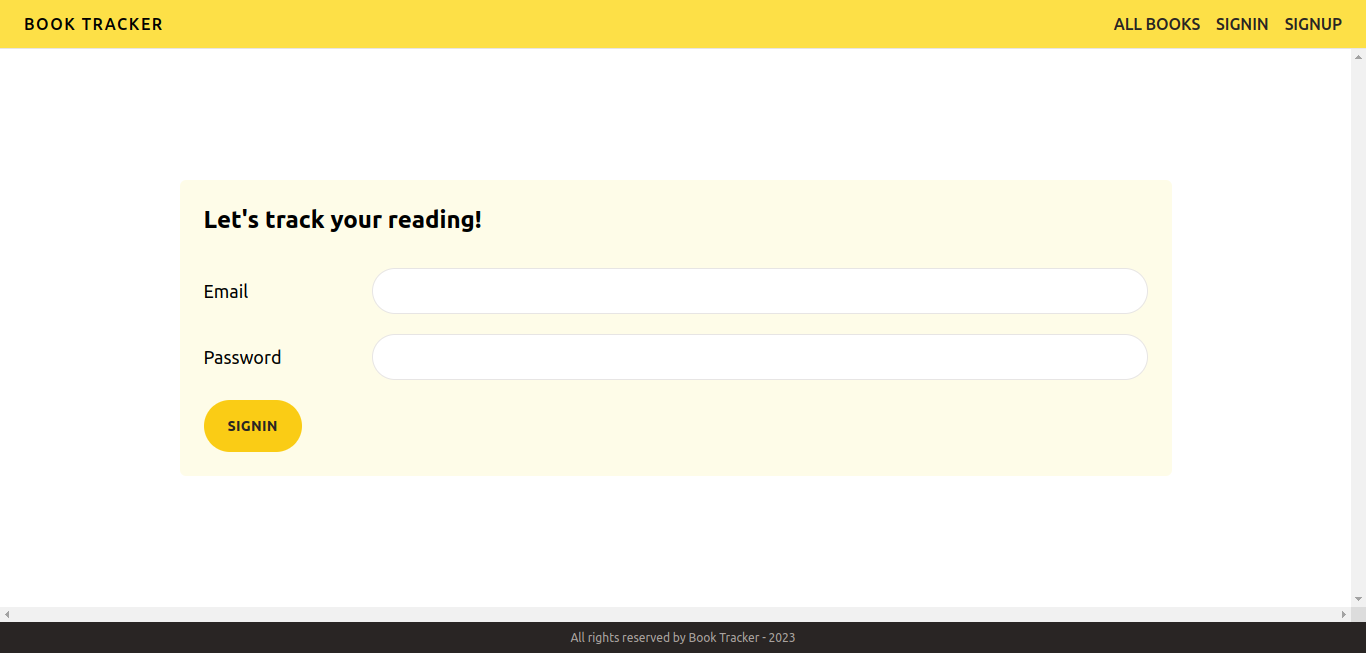 BOOK TRACKER
ALL BOOKS SIGNIN SIGNUP
Let's track your reading!
Email
Password
SIGNIN
All rights reserved by Book Tracker - 2023